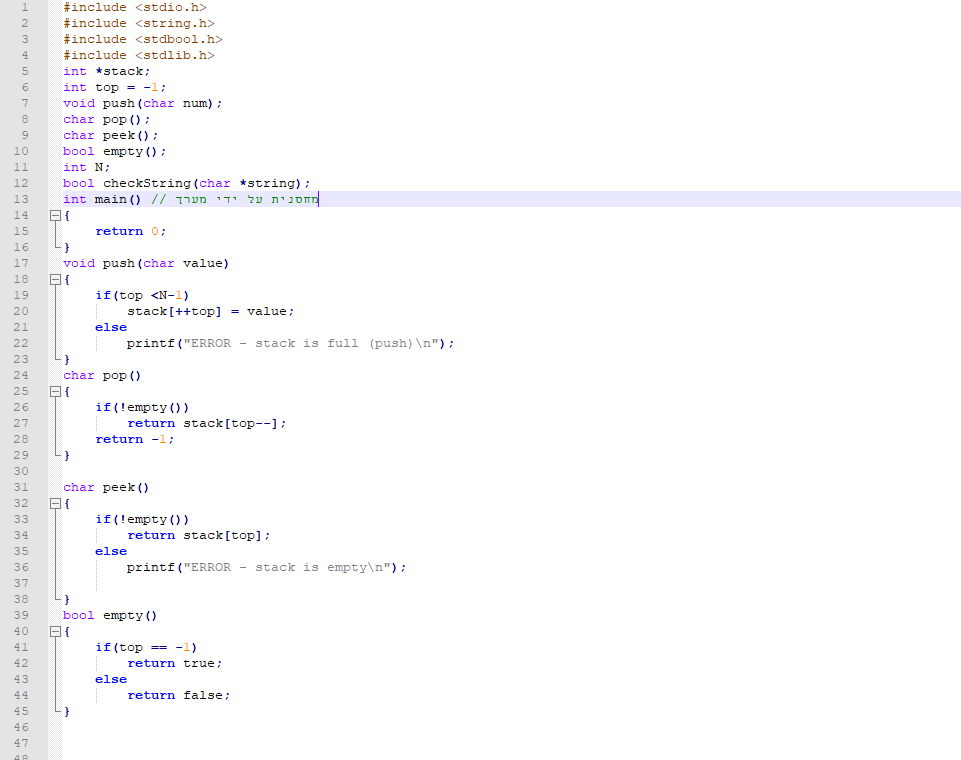 1 #include <stdio.h>
2 #include <string.h>
3 #include <stdbool.h>
4 #include <stdlib.h>
5 int *stack;
6 int top = -1;
7 void push(char num);
8 char pop();
9 char peek();
10 bool empty();
11 int N;
12 bool checkString(char *string);
13 int main() // מחסנית על ידי מערך
14 {
15     return 0;
16 }
17 void push(char value)
18 {
19     if(top <N-1)
20         stack[++top] = value;
21     else
22         printf("ERROR - stack is full (push)\n");
23 }
24 char pop()
25 {
26     if(!empty())
27         return stack[top--];
28     return -1;
29 }
30
31 char peek()
32 {
33     if(!empty())
34         return stack[top];
35     else
36         printf("ERROR - stack is empty\n");
37
38 }
39 bool empty()
40 {
41     if(top == -1)
42         return true;
43     else
44         return false;
45 }
46
47
48